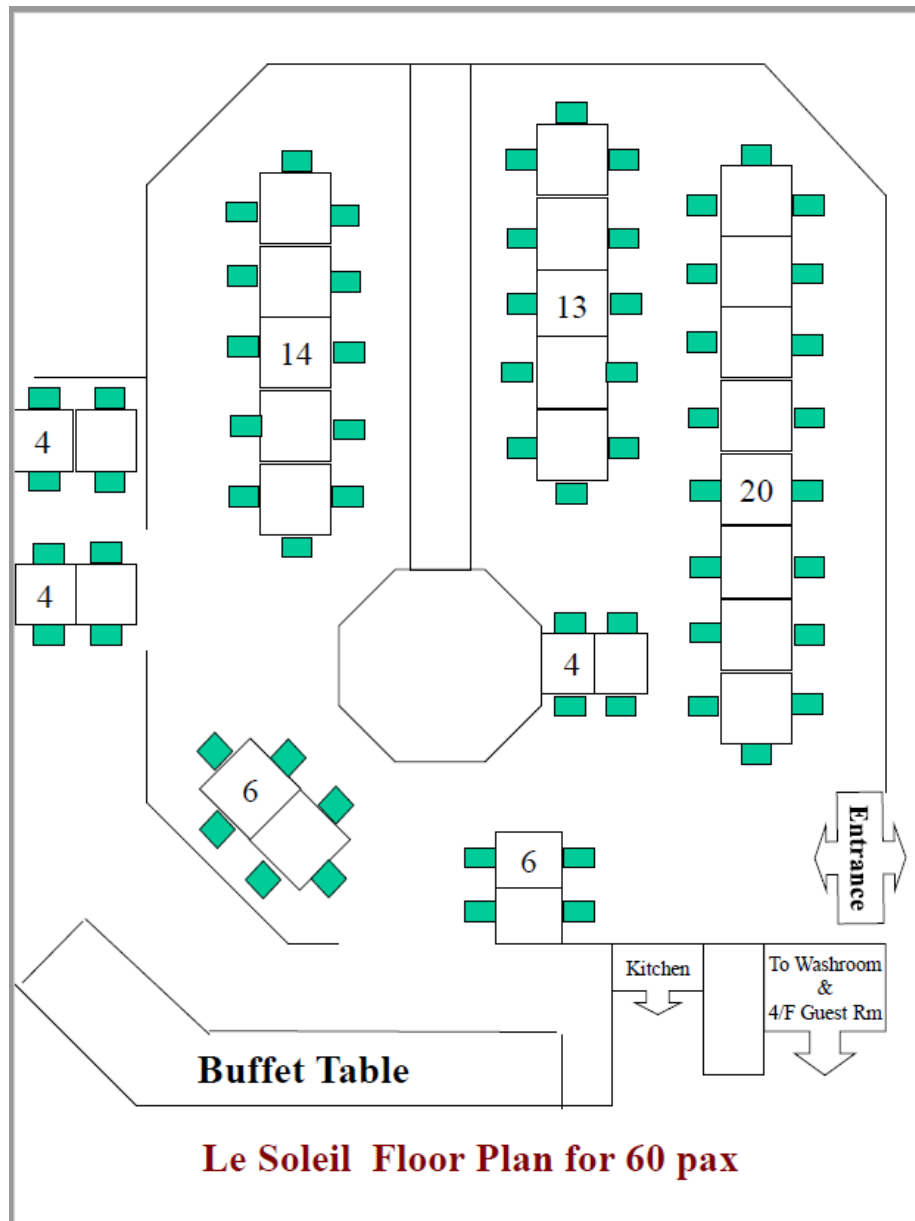 13
14
4
20
4
4
6
6
Entrance
Kitchen
To Washroom
&
4/F Guest Rm
Buffet Table
Le Soleil Floor Plan for 60 pax